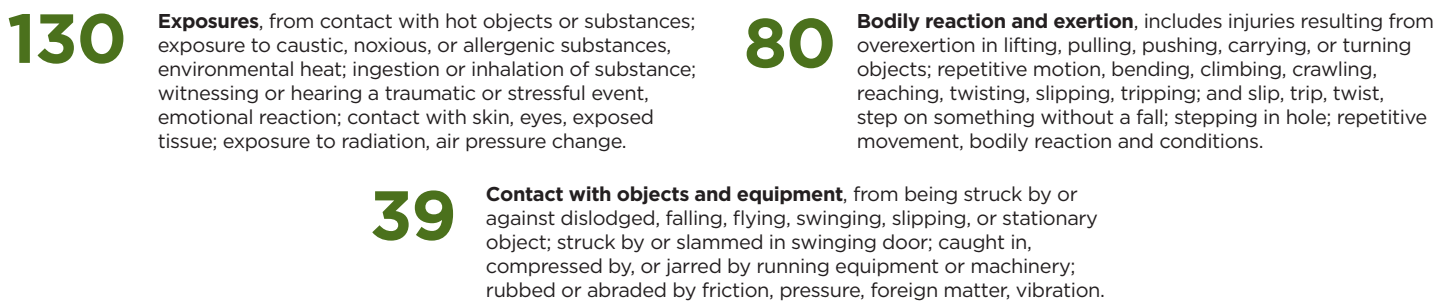 130
Exposures, from contact with hot objects or substances;
exposure to caustic, noxious, or allergenic substances,
environmental heat; ingestion or inhalation of substance;
witnessing or hearing a traumatic or stressful event,
emotional reaction; contact with skin, eyes, exposed
tissue; exposure to radiation, air pressure change.
80
Bodily reaction and exertion, includes injuries resulting from
overexertion in lifting, pulling, pushing, carrying, or turning
objects; repetitive motion, bending, climbing, crawling,
reaching, twisting, slipping, tripping; and slip, trip, twist,
step on something without a fall; stepping in hole; repetitive
movement, bodily reaction and conditions.
39
Contact with objects and equipment, from being struck by or
against dislodged, falling, flying, swinging, slipping, or stationary
object; struck by or slammed in swinging door; caught in,
compressed by, or jarred by running equipment or machinery;
rubbed or abraded by friction, pressure, foreign matter, vibration.